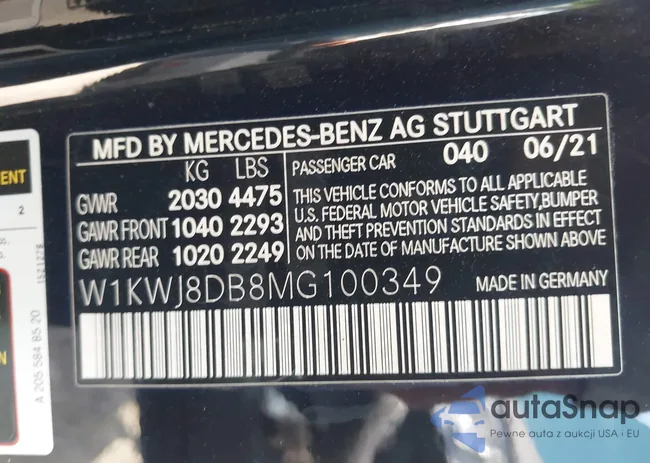 MFD BY MERCEDES-BENZ AG STUTTGART
KG LBS
GVWR 2030 4475
GAWR FRONT 1040 2293
GAWR REAR 1020 2249
PASSENGER CAR 040 06/21
THIS VEHICLE CONFORMS TO ALL APPLICABLE
U.S. FEDERAL MOTOR VEHICLE SAFETY,BUMPER
AND THEFT PREVENTION STANDARDS IN EFFECT
ON THE DATE OF MANUFACTURE SHOWN ABOVE
W1KWJ8DB8MG100349
MADE IN GERMANY
ENT
2
A 205 584 85 20
autaSnap
Pewne auta z aukcji USA i EU